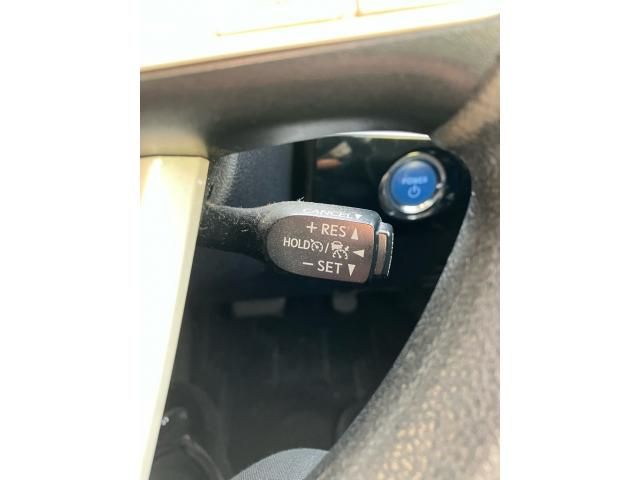 CANCEL▼
+ RES▲
HOLD / ◄
− SET▼
POWER